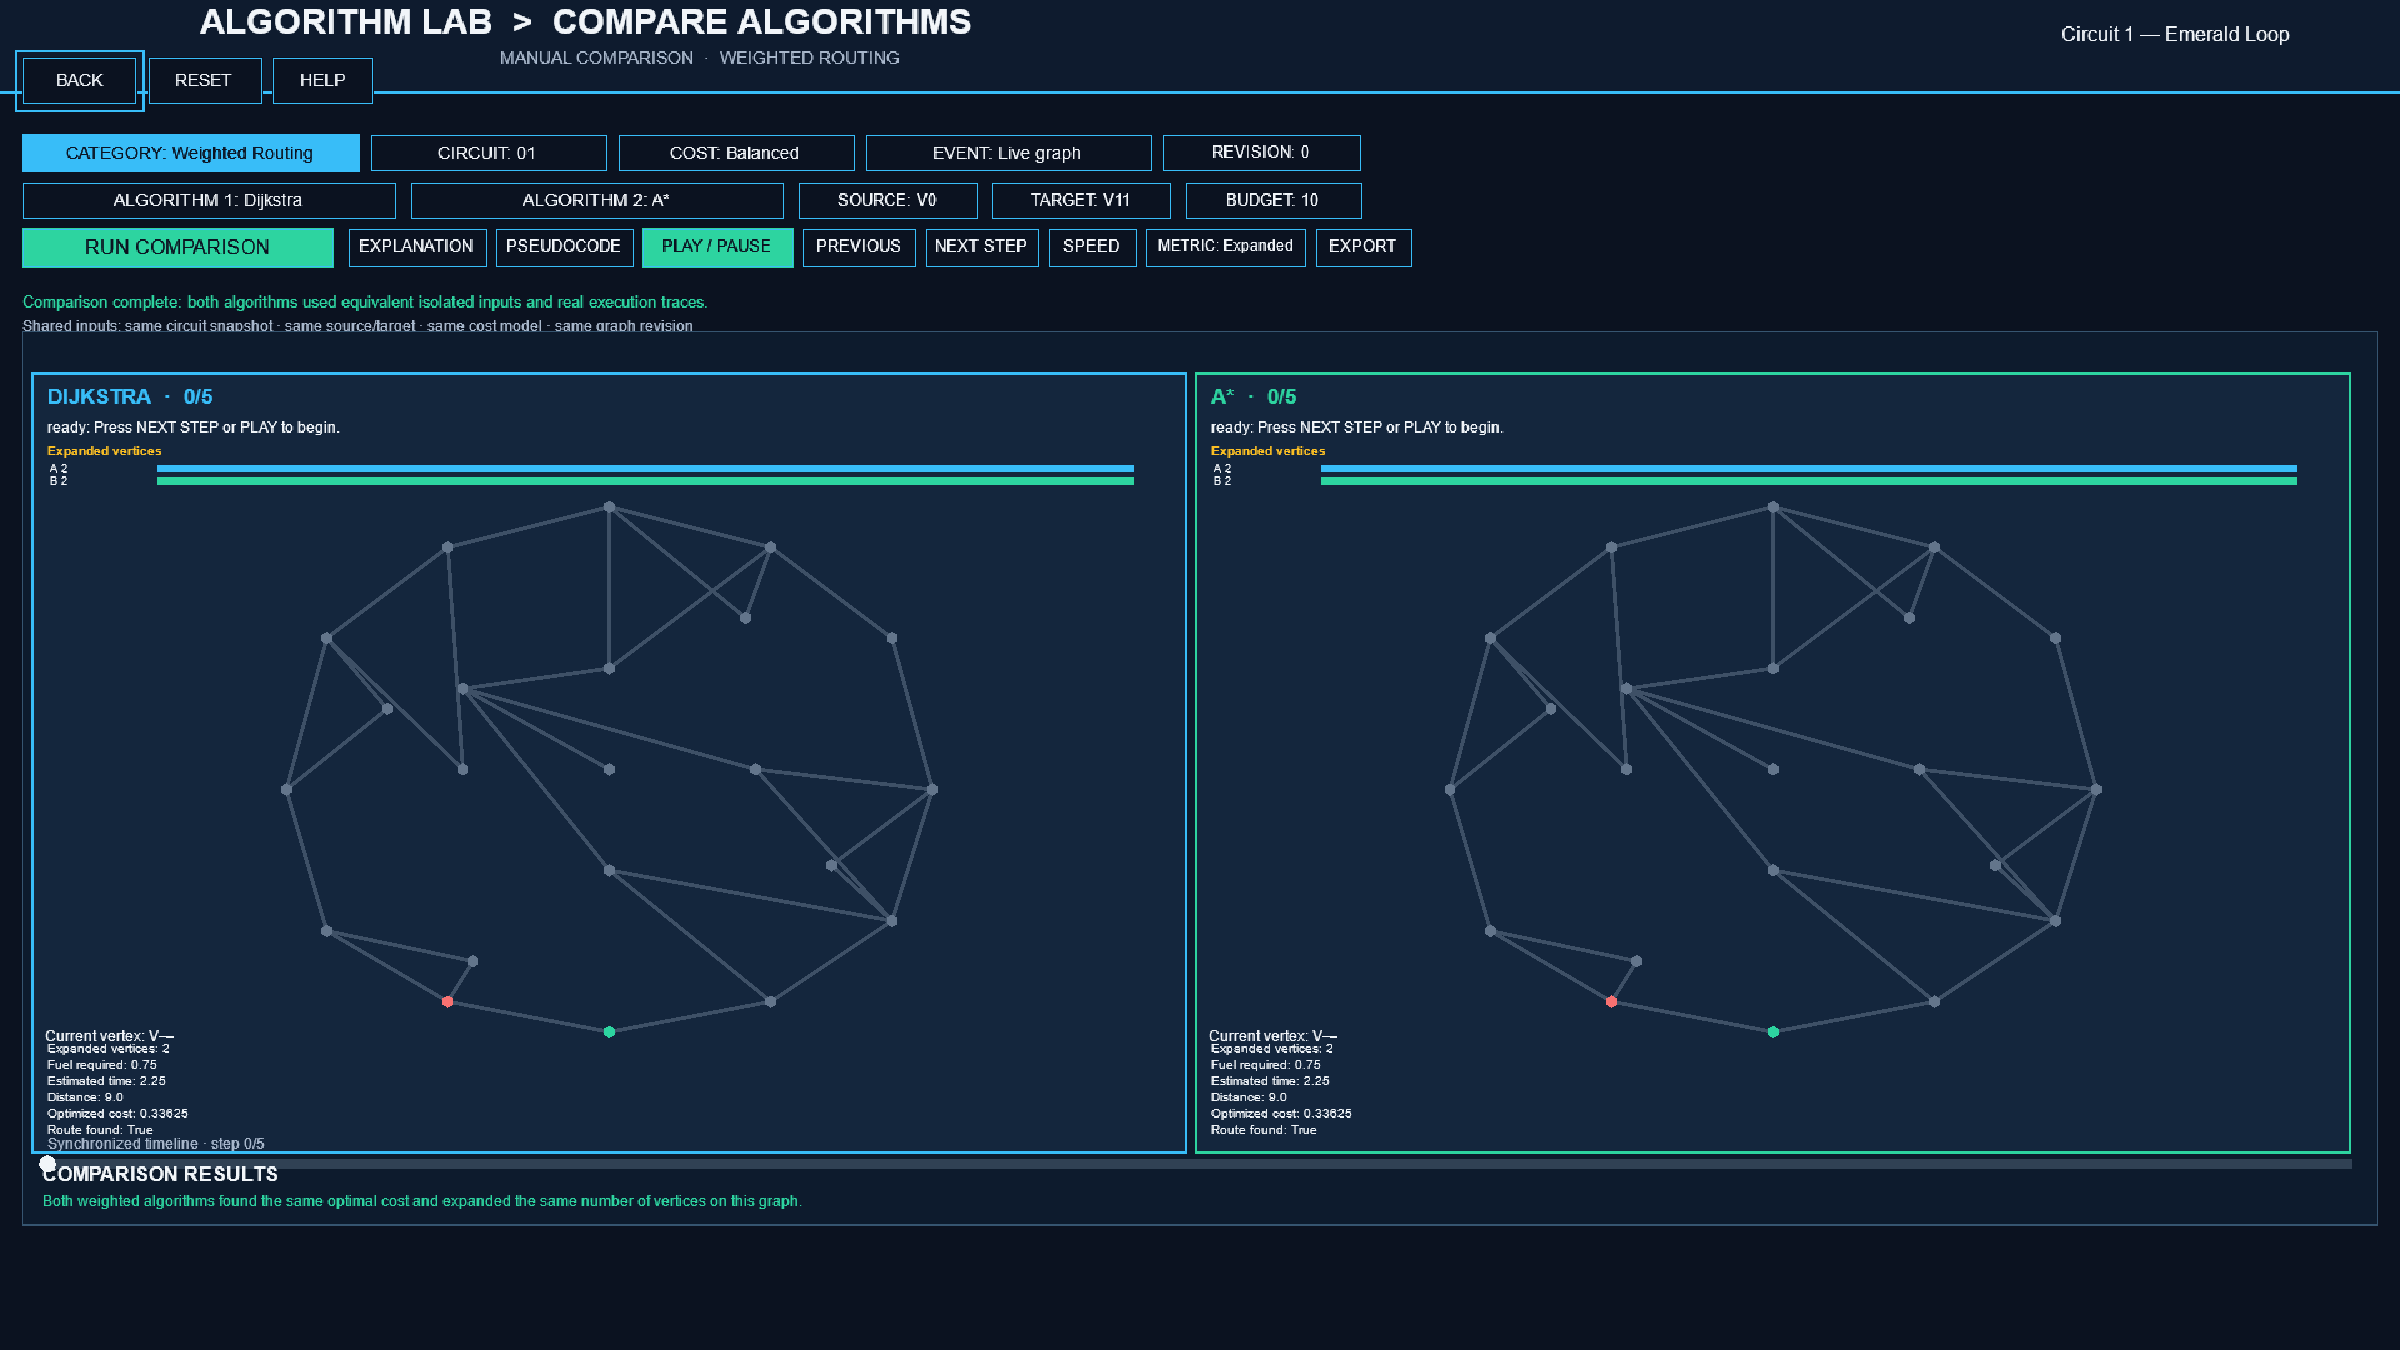 ALGORITHM LAB > COMPARE ALGORITHMS
MANUAL COMPARISON · WEIGHTED ROUTING
Circuit 1 — Emerald Loop
BACK
RESET
HELP
CATEGORY: Weighted Routing
CIRCUIT: 01
COST: Balanced
EVENT: Live graph
REVISION: 0
ALGORITHM 1: Dijkstra
ALGORITHM 2: A*
SOURCE: V0
TARGET: V11
BUDGET: 10
RUN COMPARISON
EXPLANATION
PSEUDOCODE
PLAY / PAUSE
PREVIOUS
NEXT STEP
SPEED
METRIC: Expanded
EXPORT
Comparison complete: both algorithms used equivalent isolated inputs and real execution traces.
Shared inputs: same circuit snapshot · same source/target · same cost model · same graph revision
DIJKSTRA · 0/5
ready: Press NEXT STEP or PLAY to begin.
Expanded vertices
A 2
B 2
Current vertex: V—
Expanded vertices: 2
Fuel required: 0.75
Estimated time: 2.25
Distance: 9.0
Optimized cost: 0.33625
Route found: True
Synchronized timeline · step 0/5
A* · 0/5
ready: Press NEXT STEP or PLAY to begin.
Expanded vertices
A 2
B 2
Current vertex: V—
Expanded vertices: 2
Fuel required: 0.75
Estimated time: 2.25
Distance: 9.0
Optimized cost: 0.33625
Route found: True
COMPARISON RESULTS
Both weighted algorithms found the same optimal cost and expanded the same number of vertices on this graph.